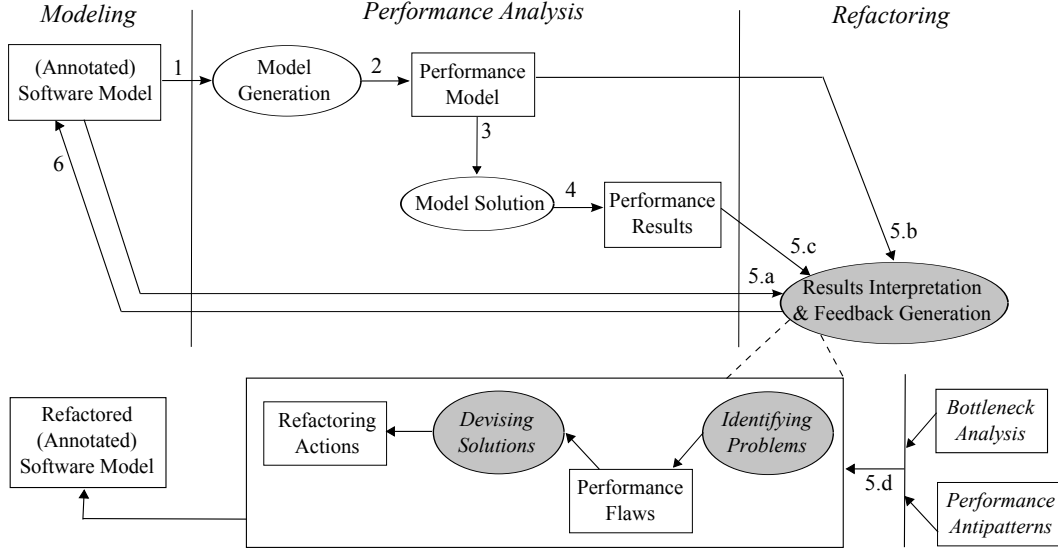 Modeling
Performance Analysis
Refactoring
(Annotated)
Software Model
1
Model
Generation
2
Performance
Model
3
6
Model Solution
4
Performance
Results
5.c
5.b
5.a
Results Interpretation
& Feedback Generation
Refactored
(Annotated)
Software Model
Refactoring
Actions
Devising
Solutions
Identifying
Problems
Performance
Flaws
5.d
Bottleneck
Analysis
Performance
Antipatterns